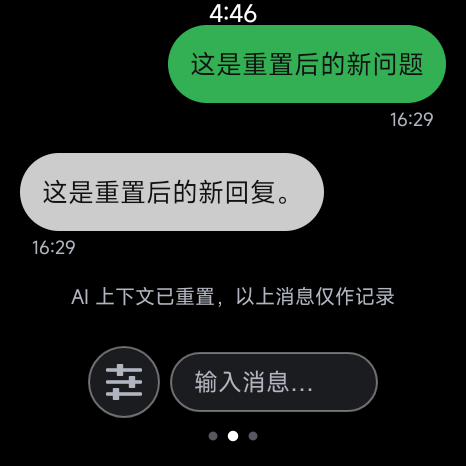 4:46
这是重置后的新问题
16:29
这是重置后的新回复。
16:29
AI 上下文已重置，以上消息仅作记录
输入消息...